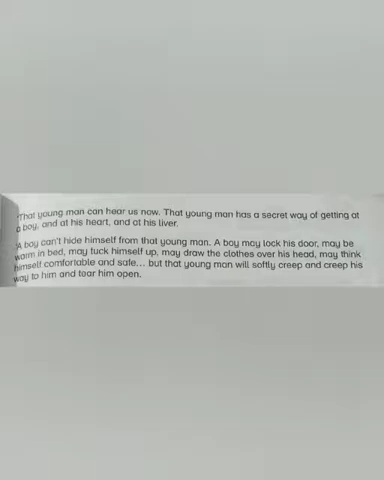 'That young man can hear us now. That young man has a secret way of getting at
a boy, and at his heart, and at his liver.
'A boy can't hide himself from that young man. A boy may lock his door, may be
warm in bed, may tuck himself up, may draw the clothes over his head, may think
himself comfortable and safe... but that young man will softly creep and creep his
way to him and tear him open.